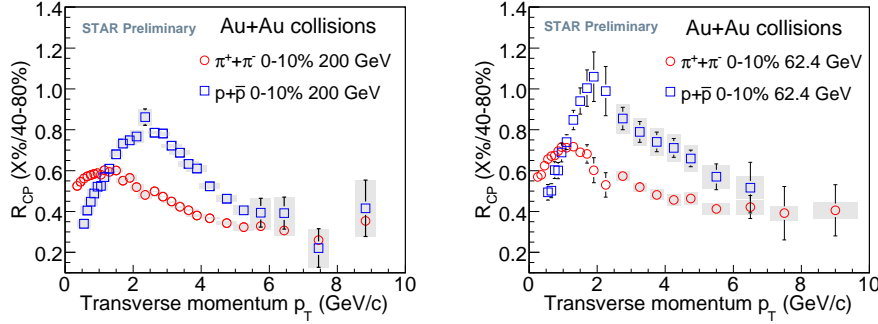 1.4
1.2
1.0
0.8
0.6
0.4
0.2
R_CP (X%/40-80%)
STAR Preliminary
Au+Au collisions
π⁺+π⁻ 0-10% 200 GeV
p+p̄ 0-10% 200 GeV
0 2 4 6 8 10
Transverse momentum p_T (GeV/c)
1.4
1.2
1.0
0.8
0.6
0.4
0.2
R_CP (X%/40-80%)
STAR Preliminary
Au+Au collisions
π⁺+π⁻ 0-10% 62.4 GeV
p+p̄ 0-10% 62.4 GeV
0 2 4 6 8 10
Transverse momentum p_T (GeV/c)